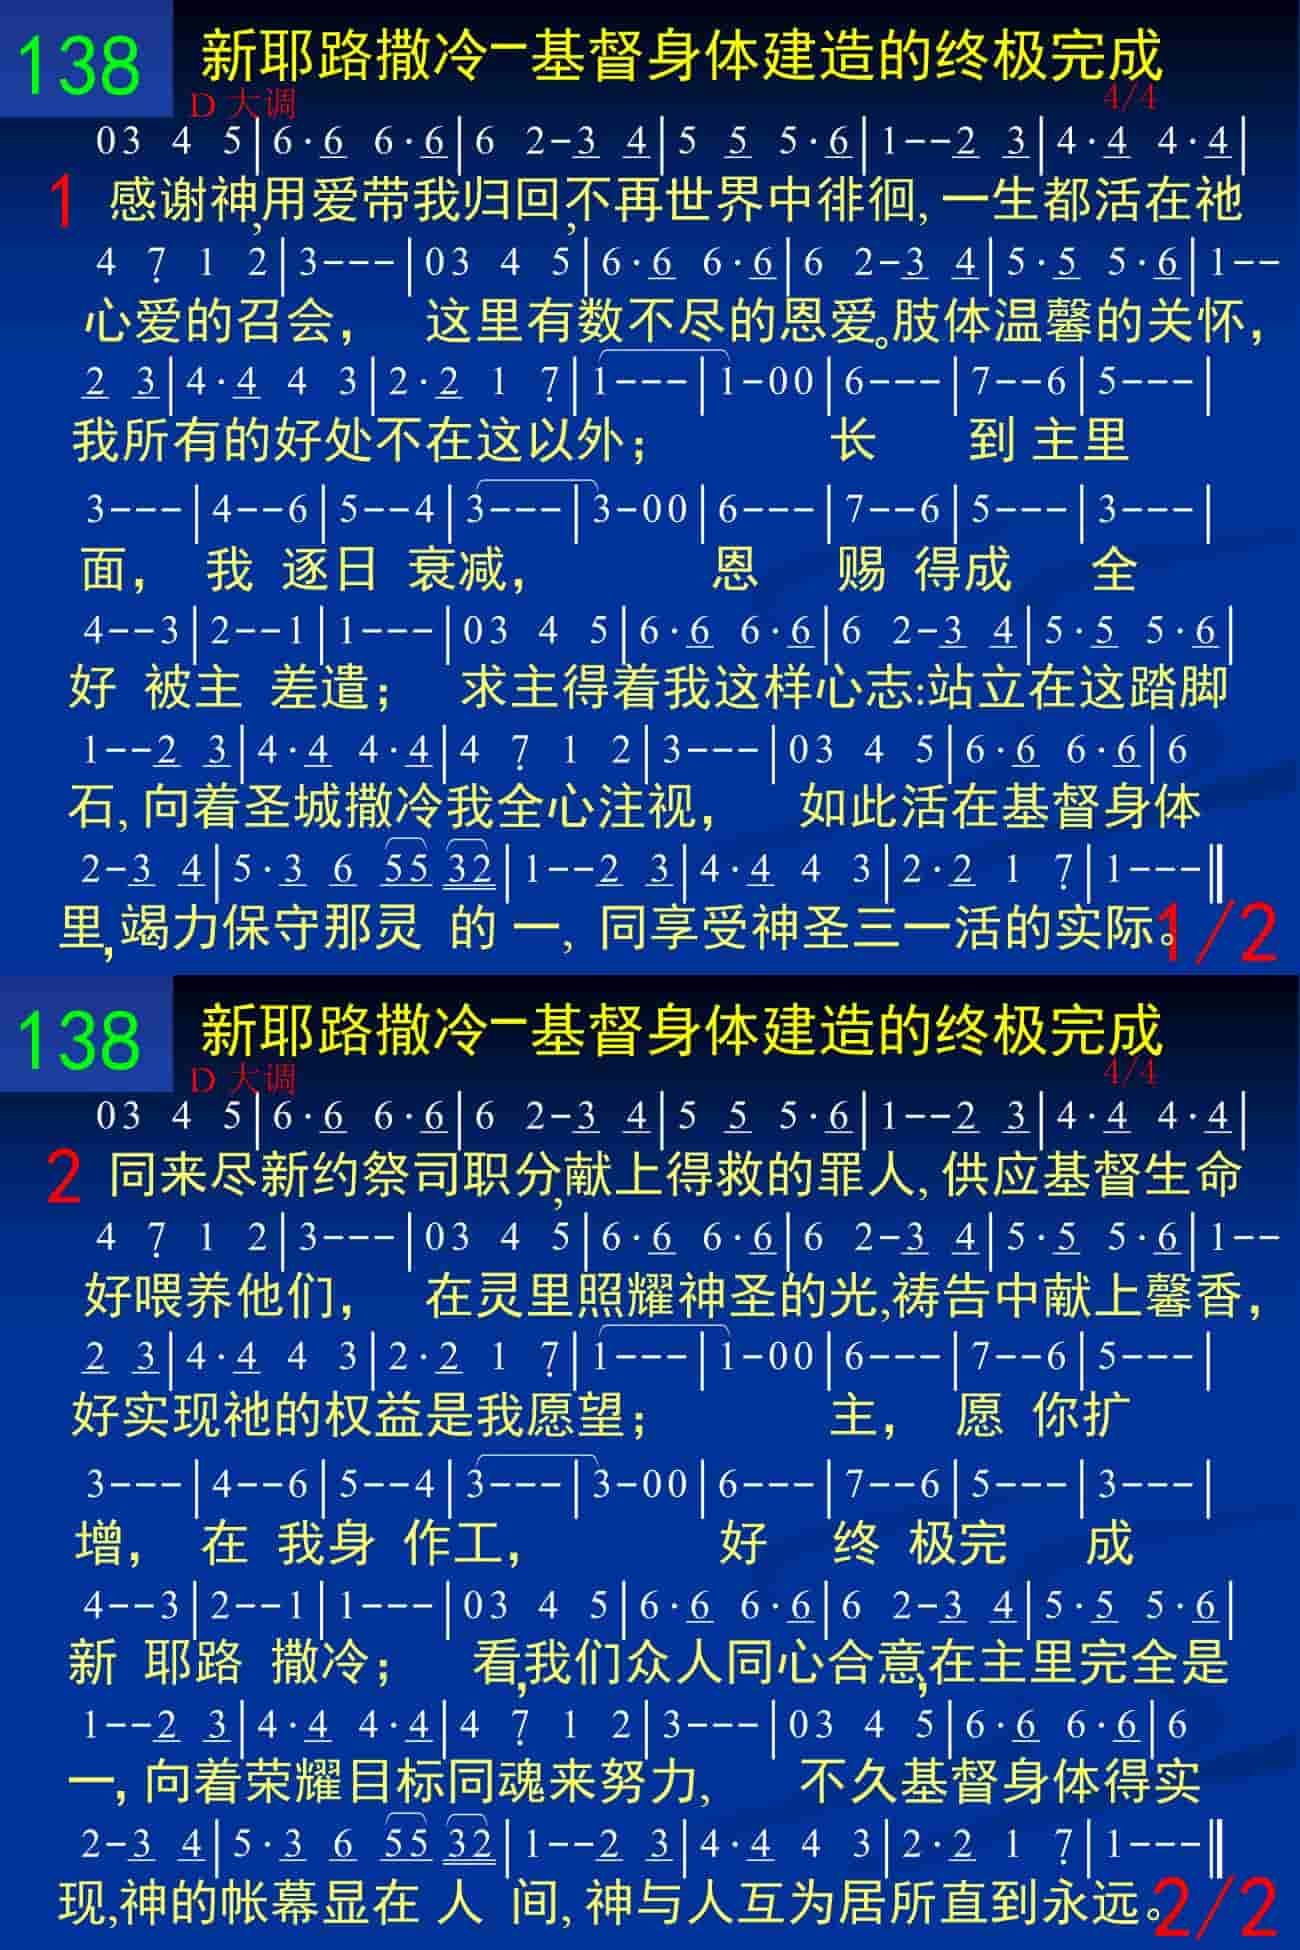 138 新耶路撒冷—基督身体建造的终极完成
D 大调 4/4
03 4 5|6·6 6·6|6 2-3 4|5 5 5·6|1--2 3|4·4 4·4|
1 感谢神,用爱带我归回,不再世界中徘徊,一生都活在祂
4 7 1 2|3---|03 4 5|6·6 6·6|6 2-3 4|5·5 5·6|1--
心爱的召会， 这里有数不尽的恩爱。肢体温馨的关怀，
2 3|4·4 4 3|2·2 1 7|1---|1-00|6---|7--6|5---|
我所有的好处不在这以外； 长 到 主里
3---|4--6|5--4|3---|3-00|6---|7--6|5---|3---|
面， 我 逐日 衰减， 恩 赐 得成 全
4--3|2--1|1---|03 4 5|6·6 6·6|6 2-3 4|5·5 5·6|
好 被主 差遣； 求主得着我这样心志:站立在这踏脚
1--2 3|4·4 4·4|4 7 1 2|3---|03 4 5|6·6 6·6|6
石,向着圣城撒冷我全心注视， 如此活在基督身体
2-3 4|5·3 6 55 32|1--2 3|4·4 4 3|2·2 1 7|1---‖
里,竭力保守那灵 的 一, 同享受神圣三一活的实际。1/2
138 新耶路撒冷—基督身体建造的终极完成
D 大调 4/4
03 4 5|6·6 6·6|6 2-3 4|5 5 5·6|1--2 3|4·4 4·4|
2 同来尽新约祭司职分,献上得救的罪人,供应基督生命
4 7 1 2|3---|03 4 5|6·6 6·6|6 2-3 4|5·5 5·6|1--
好喂养他们， 在灵里照耀神圣的光,祷告中献上馨香，
2 3|4·4 4 3|2·2 1 7|1---|1-00|6---|7--6|5---|
好实现祂的权益是我愿望； 主， 愿 你扩
3---|4--6|5--4|3---|3-00|6---|7--6|5---|3---|
增， 在 我身 作工， 好 终 极完 成
4--3|2--1|1---|03 4 5|6·6 6·6|6 2-3 4|5·5 5·6|
新 耶路 撒冷； 看,我们众人同心合意,在主里完全是
1--2 3|4·4 4·4|4 7 1 2|3---|03 4 5|6·6 6·6|6
一,向着荣耀目标同魂来努力, 不久基督身体得实
2-3 4|5·3 6 55 32|1--2 3|4·4 4 3|2·2 1 7|1---‖
现,神的帐幕显在 人 间, 神与人互为居所直到永远。2/2